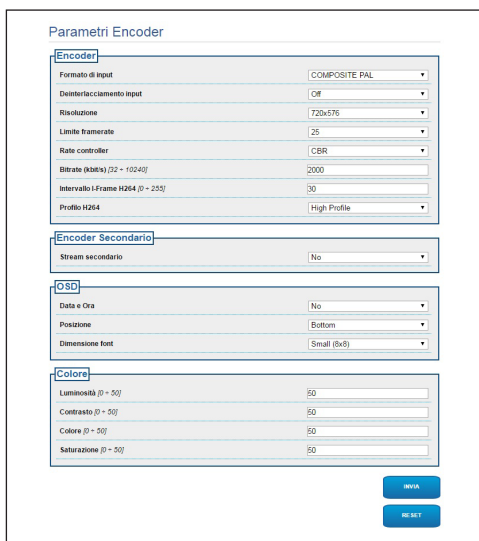 Parametri Encoder
Encoder
Formato di input COMPOSITE PAL
Deinterlacciamento input Off
Risoluzione 720x576
Limite framerate 25
Rate controller CBR
Bitrate (kbit/s) [32 ÷ 10240] 2000
Intervallo I-Frame H264 [0 ÷ 255] 30
Profilo H264 High Profile
Encoder Secondario
Stream secondario No
OSD
Data e Ora No
Posizione Bottom
Dimensione font Small (8x8)
Colore
Luminosità [0 ÷ 50] 50
Contrasto [0 ÷ 50] 50
Colore [0 ÷ 50] 50
Saturazione [0 ÷ 50] 50
INVIA
RESET